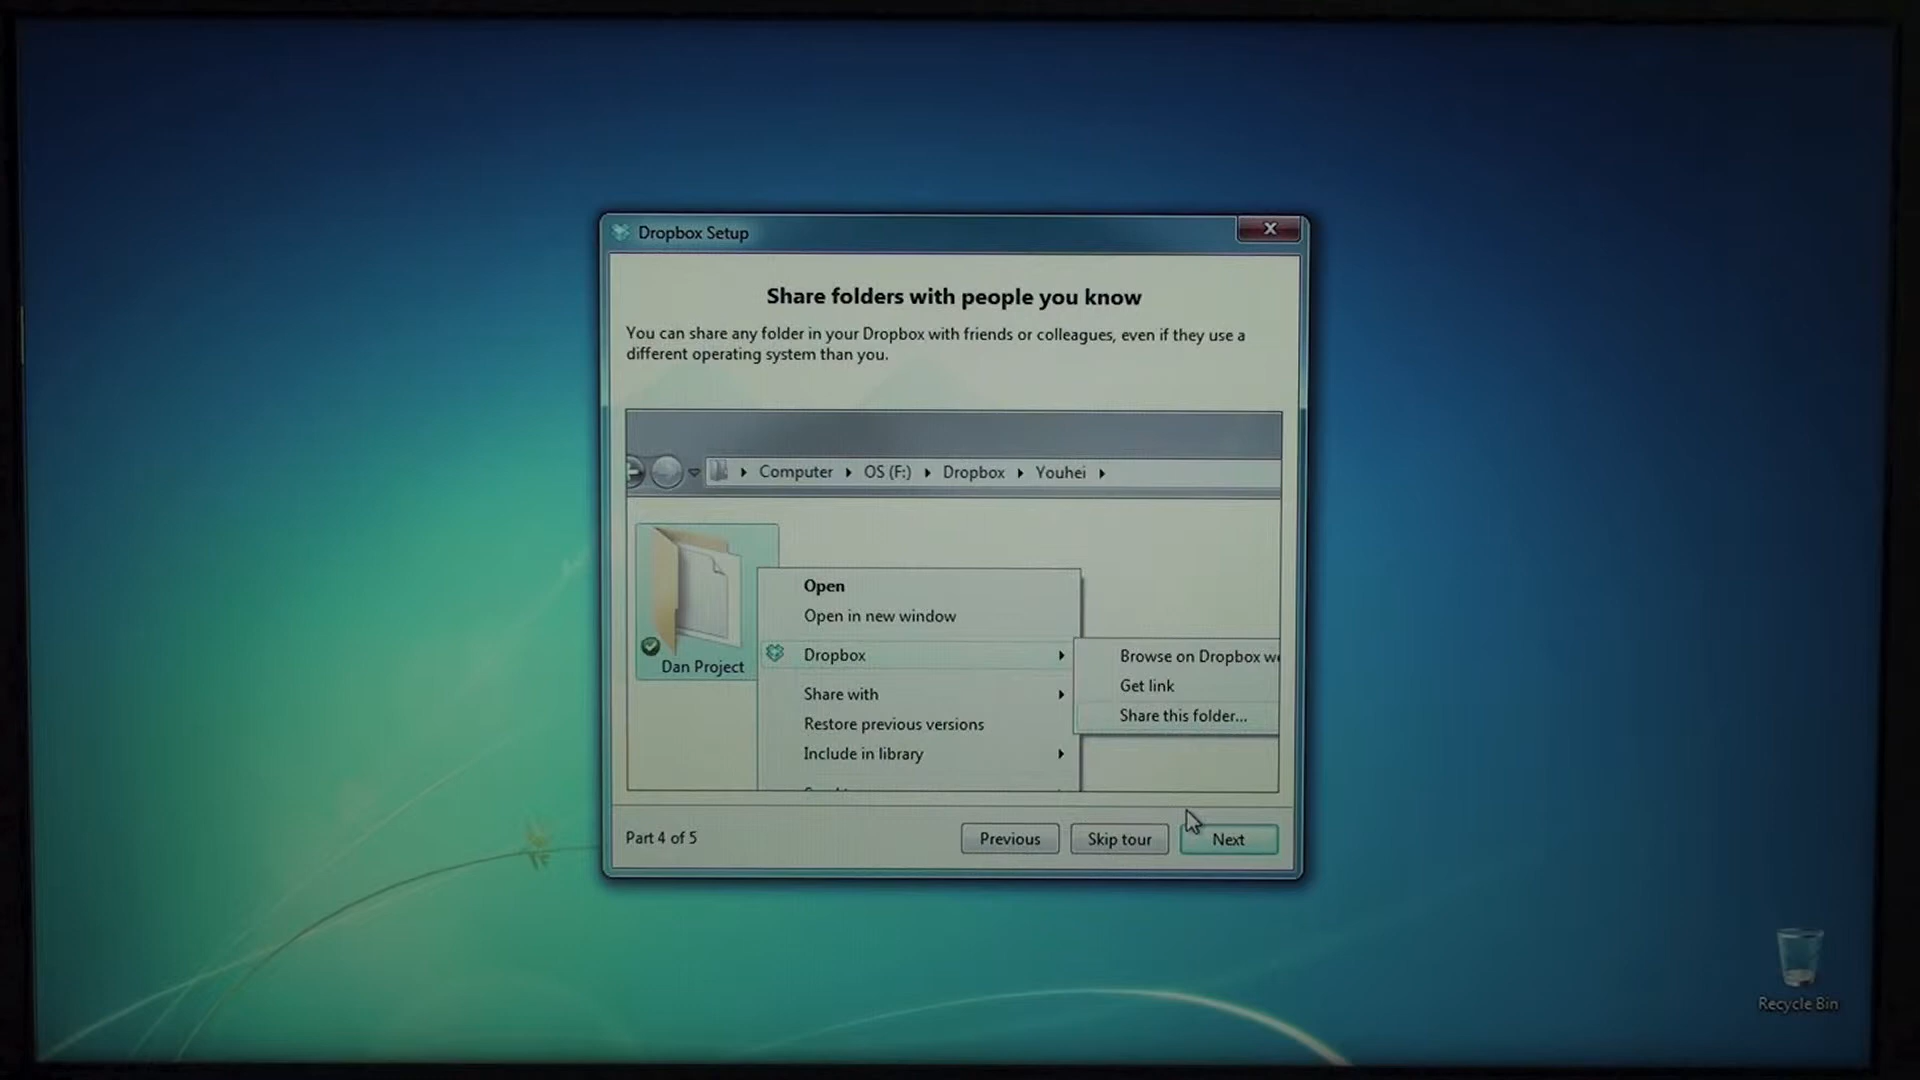 Dropbox Setup
Share folders with people you know
You can share any folder in your Dropbox with friends or colleagues, even if they use a
different operating system than you.
Computer OS (F:) Dropbox Youhei
Open
Open in new window
Dropbox
Browse on Dropbox
Dan Project
Get link
Share with
Share this folder...
Restore previous versions
Include in library
Part 4 of 5
Previous
Skip tour
Next
Recycle Bin